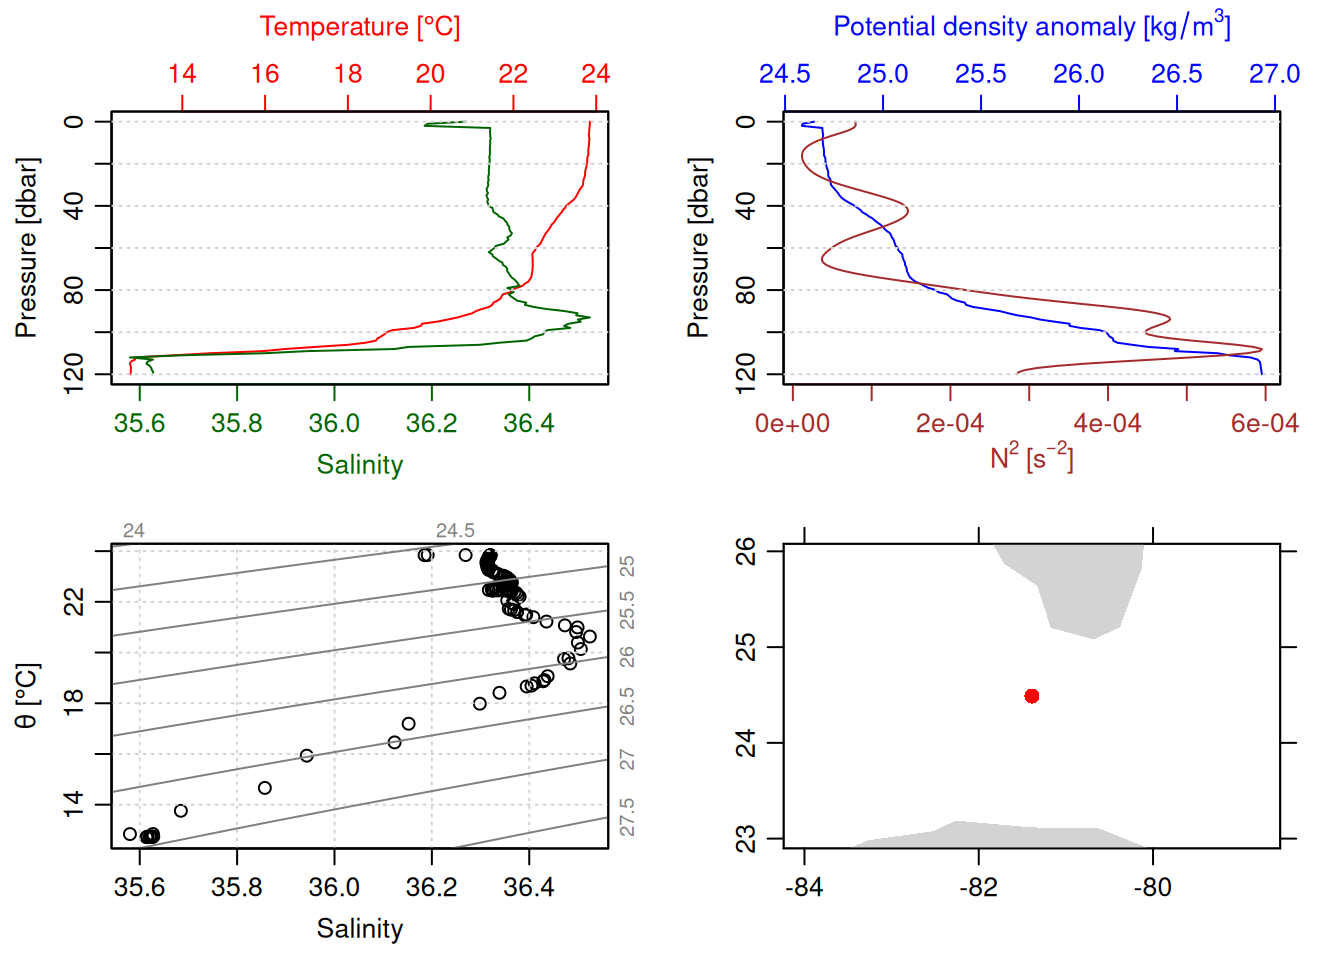 Temperature [°C]
14 16 18 20 22 24
Pressure [dbar]
0 40 80 120
35.6 35.8 36.0 36.2 36.4
Salinity
Potential density anomaly [kg/m³]
24.5 25.0 25.5 26.0 26.5 27.0
Pressure [dbar]
0 40 80 120
0e+00 2e-04 4e-04 6e-04
N² [s⁻²]
24 24.5
25 25.5 26 26.5 27 27.5
θ [°C]
22 18 14
35.6 35.8 36.0 36.2 36.4
Salinity
26 25 24 23
-84 -82 -80